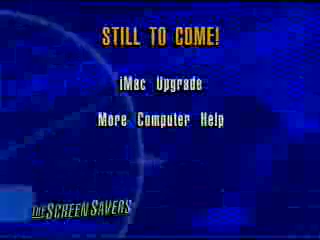 STILL TO COME!
iMac Upgrade
More Computer Help
THE SCREEN SAVERS